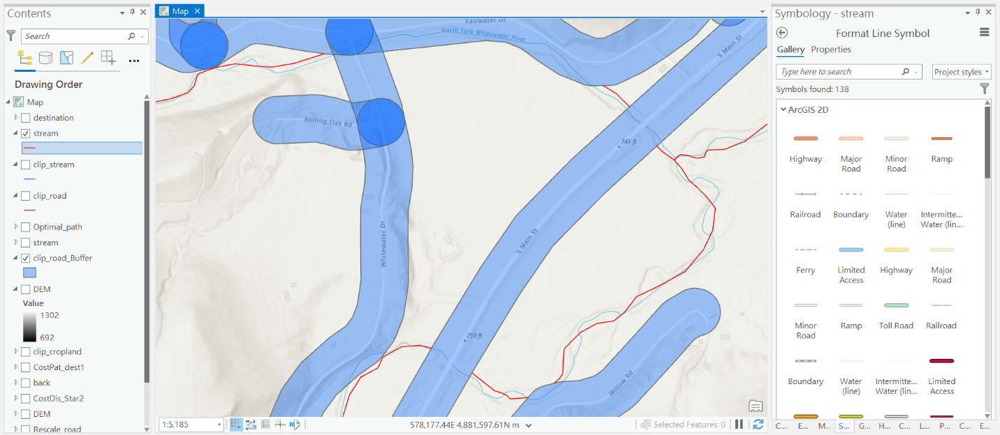 Contents
Search
Drawing Order
Map
destination
stream
clip_stream
clip_road
Optimal_path
stream
clip_road_Buffer
DEM
Value
1302
692
clip_cropland
CostPat_dest1
back
CostDis_Star2
DEM
Rescale_road
Map
Fairwater Dr
North Fork Whitewater River
S Main St
Rolling Oak Rd
741 ft
Whitewater Dr
S Main St
759 ft
Willow Rd
1:5,185
578,177.44E 4,881,597.61N m
Selected Features: 0
Symbology - stream
Format Line Symbol
Gallery Properties
Type here to search
Project styles
Symbols found: 138
ArcGIS 2D
Highway
Major
Road
Minor
Road
Ramp
Railroad
Boundary
Water
(line)
Intermitte...
Water (lin...
Ferry
Limited
Access
Highway
Major
Road
Minor
Road
Ramp
Toll Road
Railroad
Boundary
Water
(line)
Intermitte...
Water (lin...
Limited
Access
C... E... M... S... G... H... C... L... P... C... E...